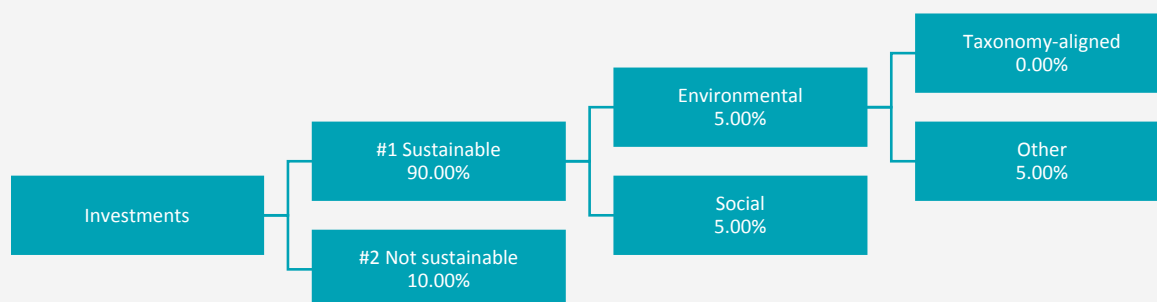 Investments
#1 Sustainable
90.00%
#2 Not sustainable
10.00%
Environmental
5.00%
Social
5.00%
Taxonomy-aligned
0.00%
Other
5.00%